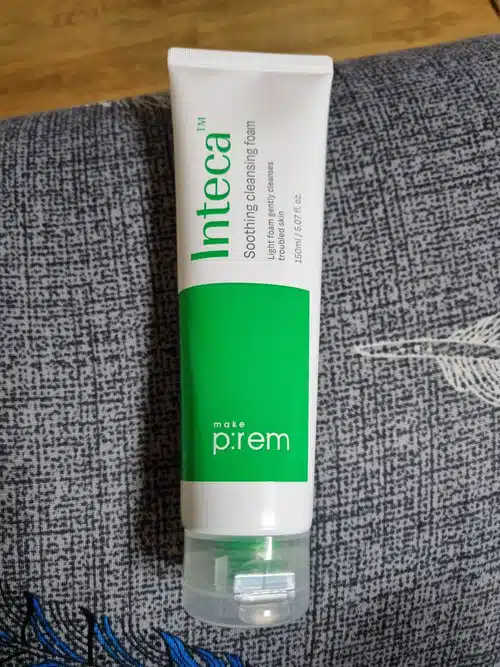 Inteca™
Soothing cleansing foam
Light foam gently cleanses
troubled skin
150ml / 5.07 fl. oz.
make
p:rem